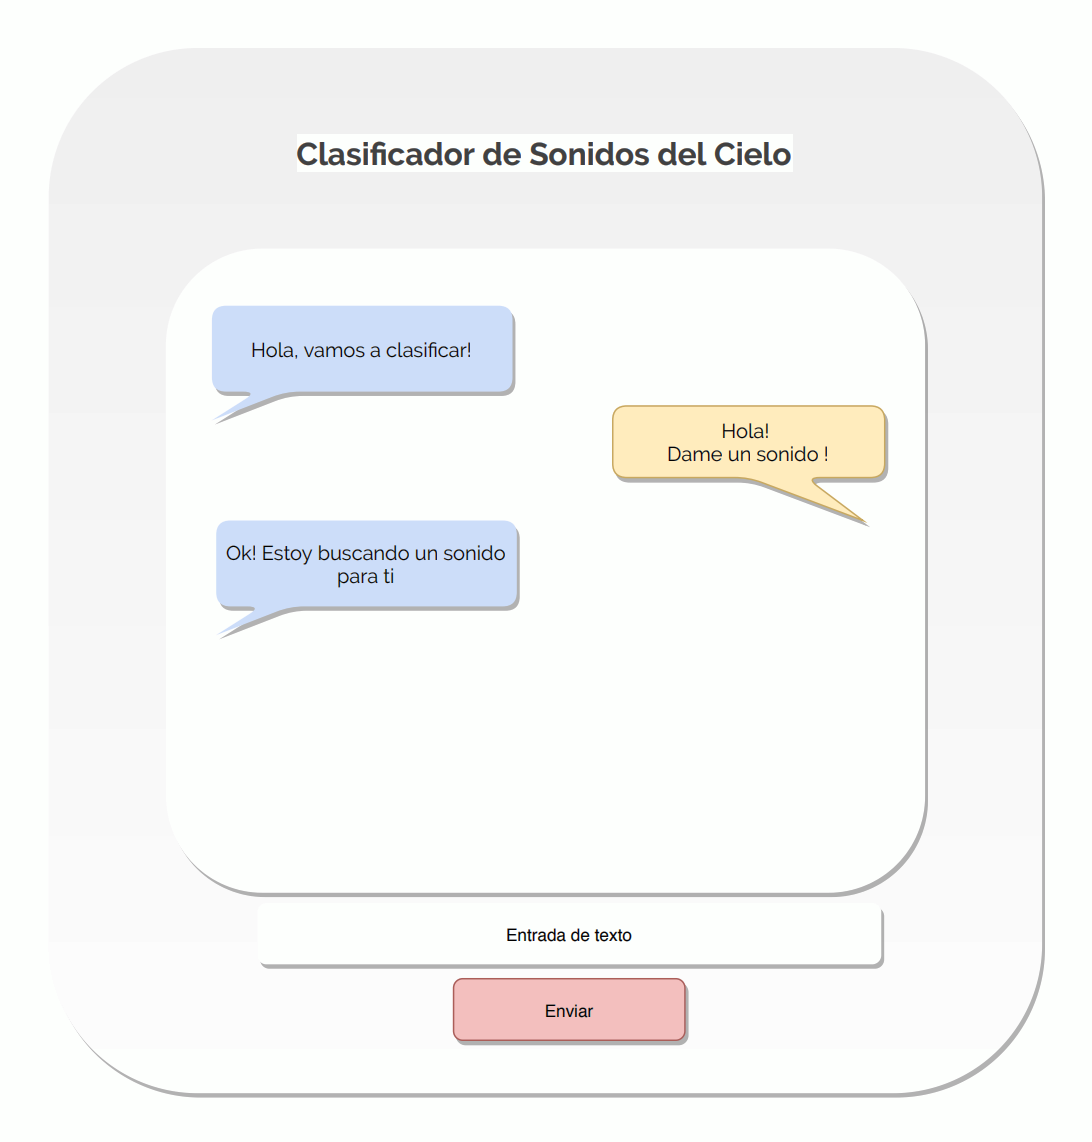 Clasificador de Sonidos del Cielo
Hola, vamos a clasificar!
Hola!
Dame un sonido !
Ok! Estoy buscando un sonido
para ti
Entrada de texto
Enviar